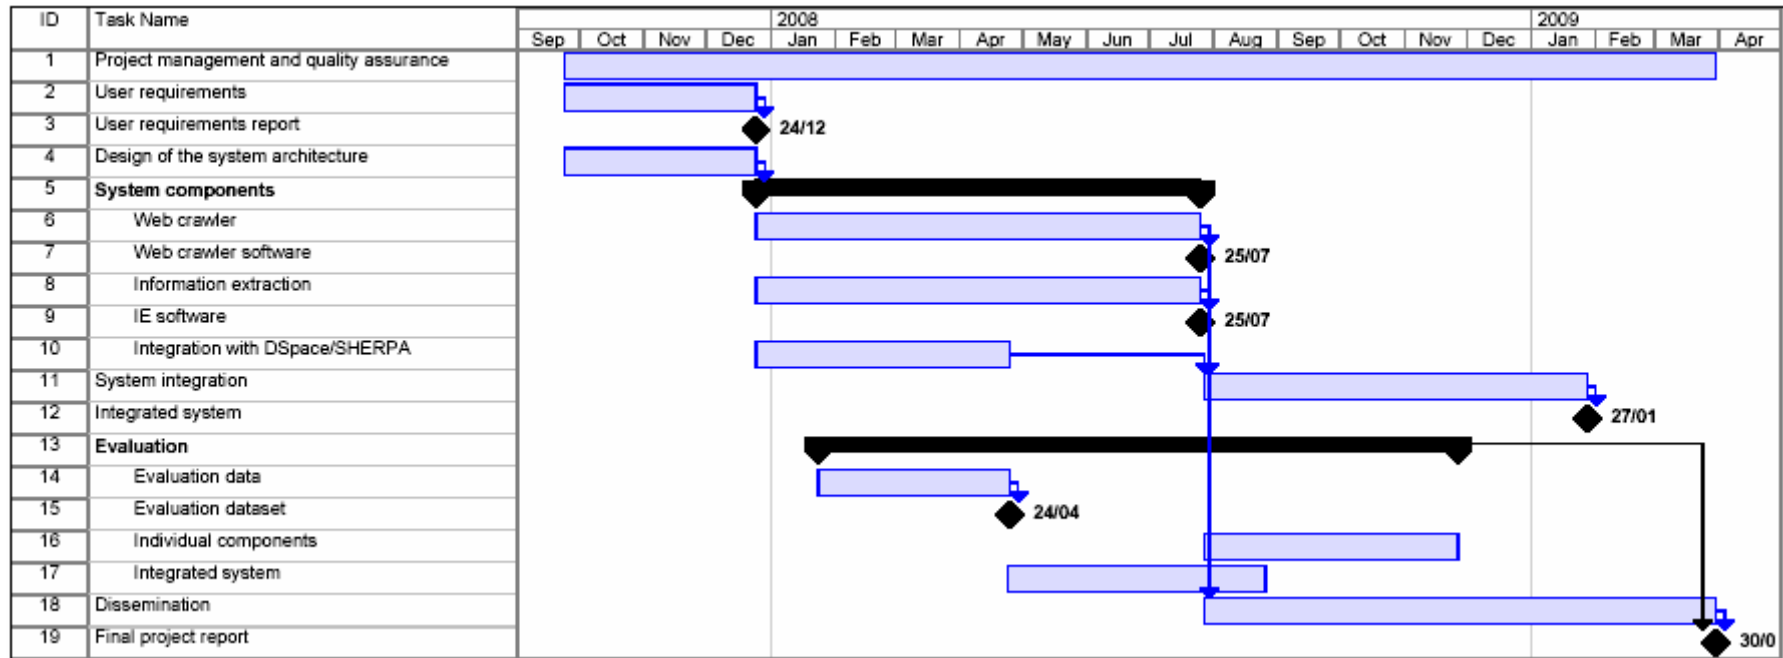 ID Task Name 2008 2009
Sep Oct Nov Dec Jan Feb Mar Apr May Jun Jul Aug Sep Oct Nov Dec Jan Feb Mar Apr
1 Project management and quality assurance
2 User requirements
3 User requirements report 24/12
4 Design of the system architecture
5 System components
6 Web crawler
7 Web crawler software 25/07
8 Information extraction
9 IE software 25/07
10 Integration with DSpace/SHERPA
11 System integration
12 Integrated system 27/01
13 Evaluation
14 Evaluation data
15 Evaluation dataset 24/04
16 Individual components
17 Integrated system
18 Dissemination
19 Final project report 30/0